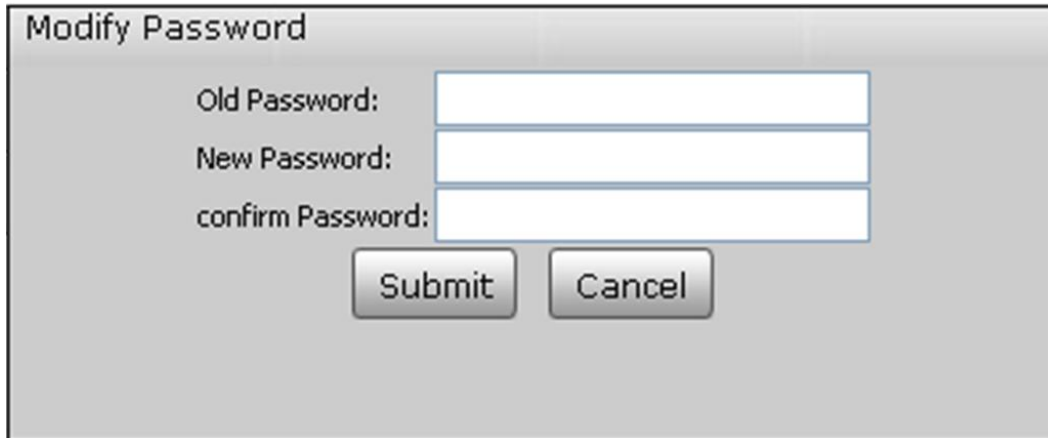 Modify Password
Old Password:
New Password:
confirm Password:
Submit Cancel